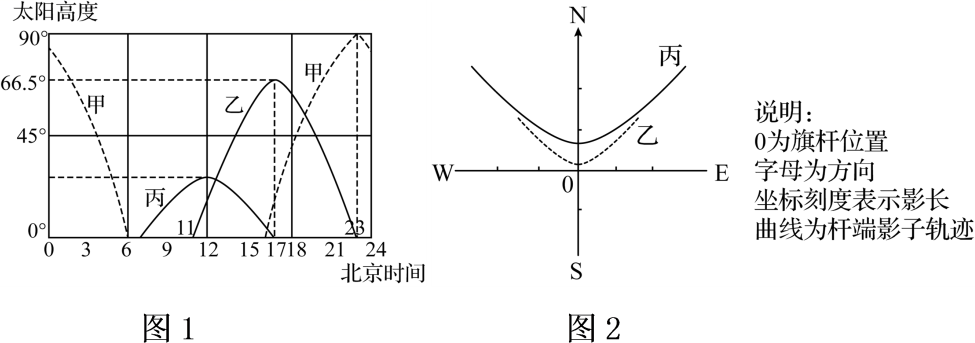 太阳高度
90°
66.5°
45°
0°
甲
乙
甲
丙
11
23
0 3 6 9 12 15 1718 21 24
北京时间
图1
N
丙
乙
W
0
E
S
图2
说明：
0为旗杆位置
字母为方向
坐标刻度表示影长
曲线为杆端影子轨迹